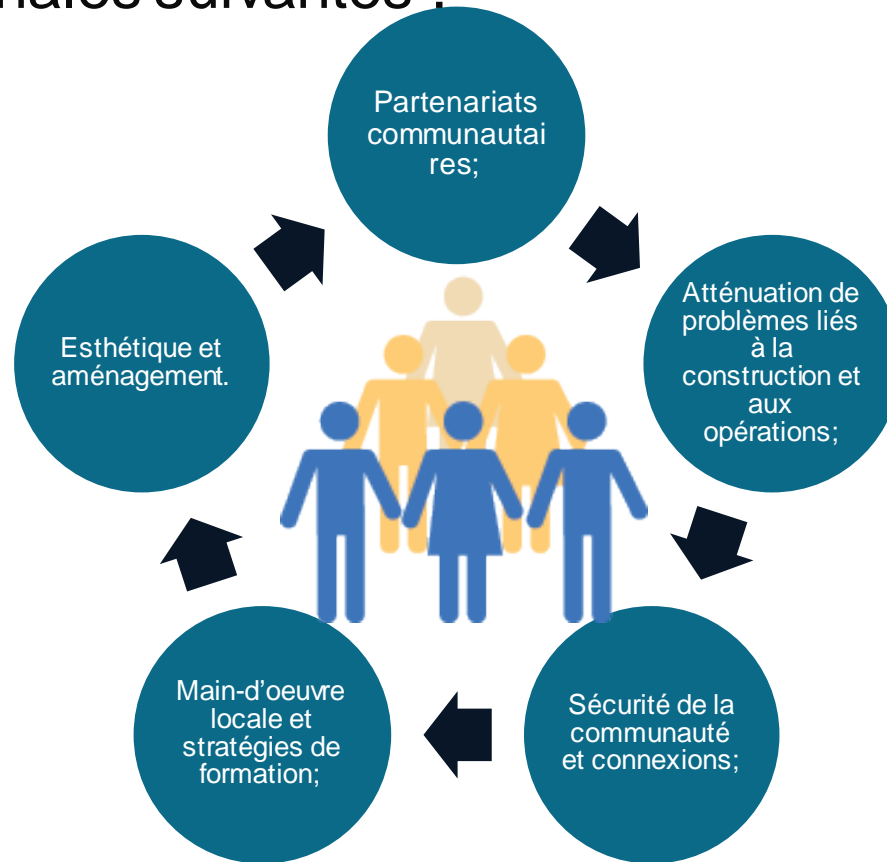 suivantes :
Partenariats
communautai
res;
Atténuation de
problèmes liés
à la
construction et
aux
opérations;
Sécurité de la
communauté
et connexions;
Main-d'oeuvre
locale et
stratégies de
formation;
Esthétique et
aménagement.